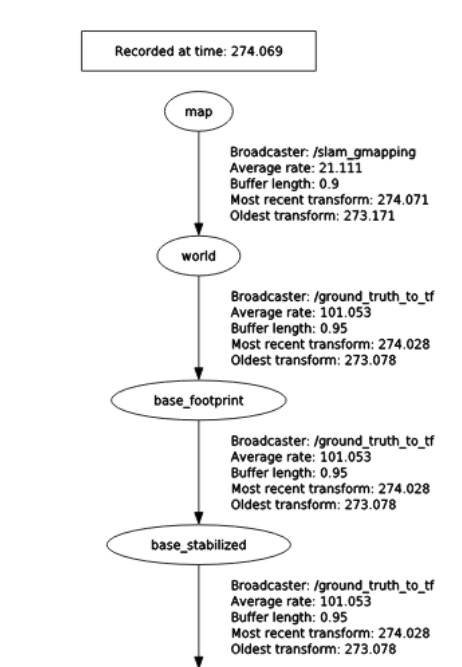 Recorded at time: 274.069
map
Broadcaster: /slam_gmapping
Average rate: 21.111
Buffer length: 0.9
Most recent transform: 274.071
Oldest transform: 273.171
world
Broadcaster: /ground_truth_to_tf
Average rate: 101.053
Buffer length: 0.95
Most recent transform: 274.028
Oldest transform: 273.078
base_footprint
Broadcaster: /ground_truth_to_tf
Average rate: 101.053
Buffer length: 0.95
Most recent transform: 274.028
Oldest transform: 273.078
base_stabilized
Broadcaster: /ground_truth_to_tf
Average rate: 101.053
Buffer length: 0.95
Most recent transform: 274.028
Oldest transform: 273.078